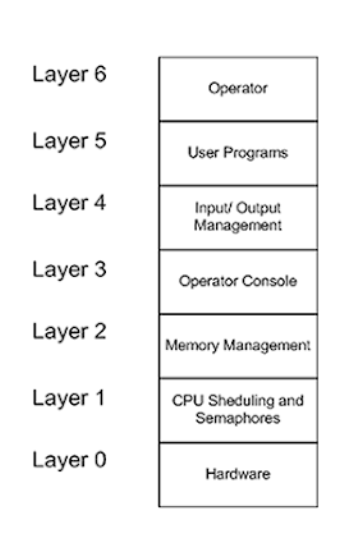 Layer 6
Operator
Layer 5
User Programs
Layer 4
Input/ Output
Management
Layer 3
Operator Console
Layer 2
Memory Management
Layer 1
CPU Sheduling and
Semaphores
Layer 0
Hardware